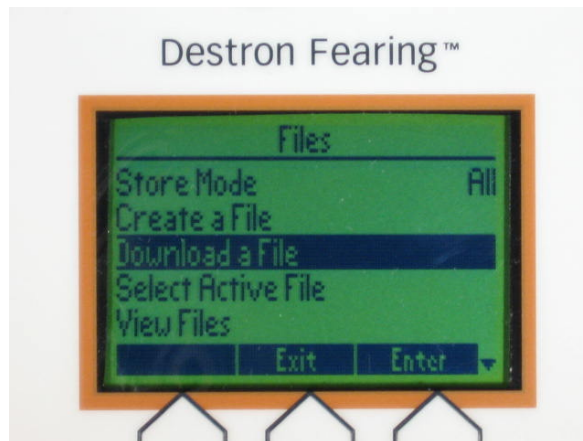 Destron Fearing™
Files
Store Mode All
Create a File
Download a File
Select Active File
View Files
Exit Enter